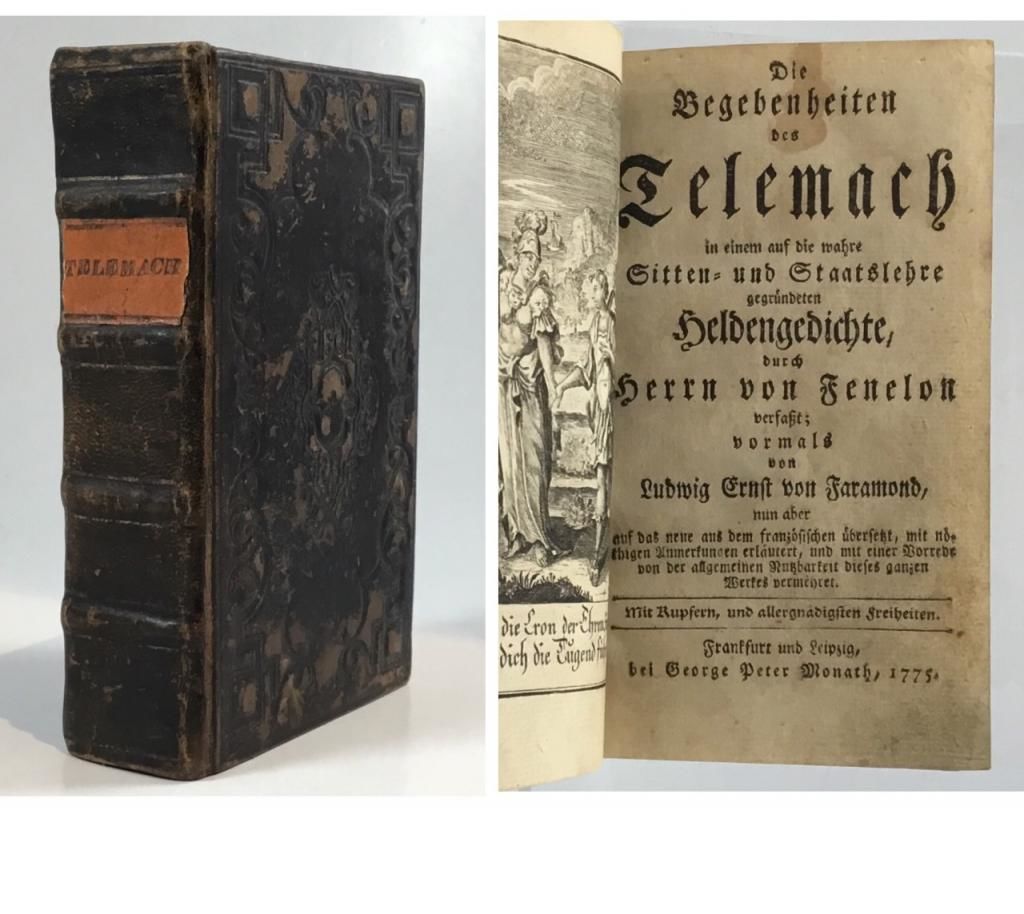 TELEMACH
Die
Begebenheiten
des
Telemach
in einem auf die wahre
Sitten- und Staatslehre
gegründeten
Heldengedichte,
durch
Herrn von Fenelon
verfaßt;
vormals
von
Ludwig Ernst von Faramond,
nun aber
auf das neue aus dem französischen übersetzt, mit nö-
thigen Anmerkungen erläutert, und mit einer Vorrede
von der allgemeinen Nutzbarkeit dieses ganzen
Werkes vermehret.
Mit Kupfern, und allergnädigsten Freiheiten.
Frankfurt und Leipzig,
bei George Peter Monath, 1775.
die Cron der
dich die Tugend